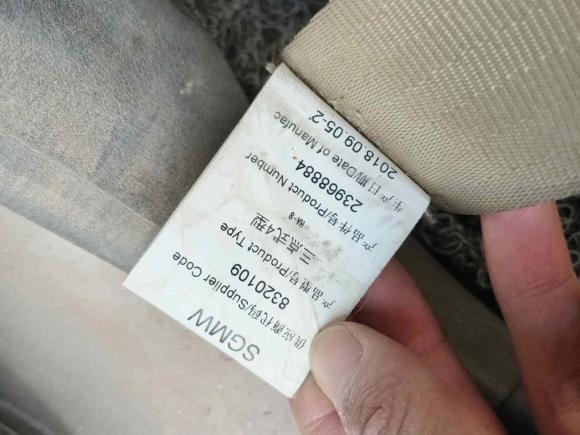 SGMW
供应商代码/Supplier Code
8320109
产品型号/Product Type
三点式4型
产品件号/Product Number
23968884
生产日期/Date of Manufac
2018.09.05-2